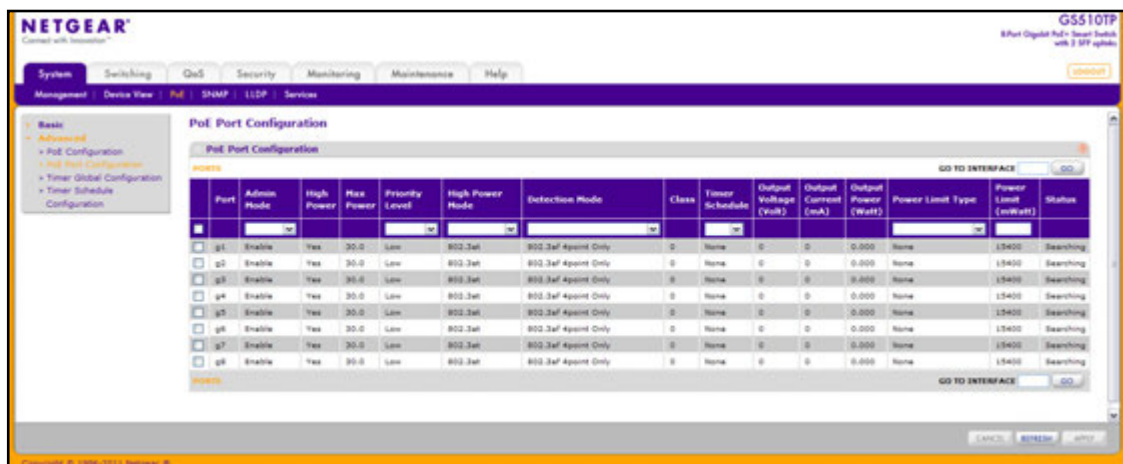 NETGEAR®
Connect with Innovation™
GS510TP
8 Port Gigabit PoE+ Smart Switch
with 2 SFP uplinks
System Switching QoS Security Monitoring Maintenance Help
LOGOUT
Management | Device View | PoE | SNMP | LLDP | Services
Basic
Advanced
» PoE Configuration
» PoE Port Configuration
» Timer Global Configuration
» Timer Schedule
Configuration
PoE Port Configuration
PoE Port Configuration
PORTS GO TO INTERFACE GO
Port Admin Mode High Power Max Power Priority Level High Power Mode Detection Mode Class Timer Schedule Output Voltage (Volt) Output Current (mA) Output Power (Watt) Power Limit Type Power Limit (mWatt) Status
g1 Enable Yes 30.0 Low 802.3at 802.3af 4point Only 0 None 0 0 0.000 None 15400 Searching
g2 Enable Yes 30.0 Low 802.3at 802.3af 4point Only 0 None 0 0 0.000 None 15400 Searching
g3 Enable Yes 30.0 Low 802.3at 802.3af 4point Only 0 None 0 0 0.000 None 15400 Searching
g4 Enable Yes 30.0 Low 802.3at 802.3af 4point Only 0 None 0 0 0.000 None 15400 Searching
g5 Enable Yes 30.0 Low 802.3at 802.3af 4point Only 0 None 0 0 0.000 None 15400 Searching
g6 Enable Yes 30.0 Low 802.3at 802.3af 4point Only 0 None 0 0 0.000 None 15400 Searching
g7 Enable Yes 30.0 Low 802.3at 802.3af 4point Only 0 None 0 0 0.000 None 15400 Searching
g8 Enable Yes 30.0 Low 802.3at 802.3af 4point Only 0 None 0 0 0.000 None 15400 Searching
PORTS GO TO INTERFACE GO
CANCEL REFRESH APPLY
Copyright © 1996-2011 Netgear ®